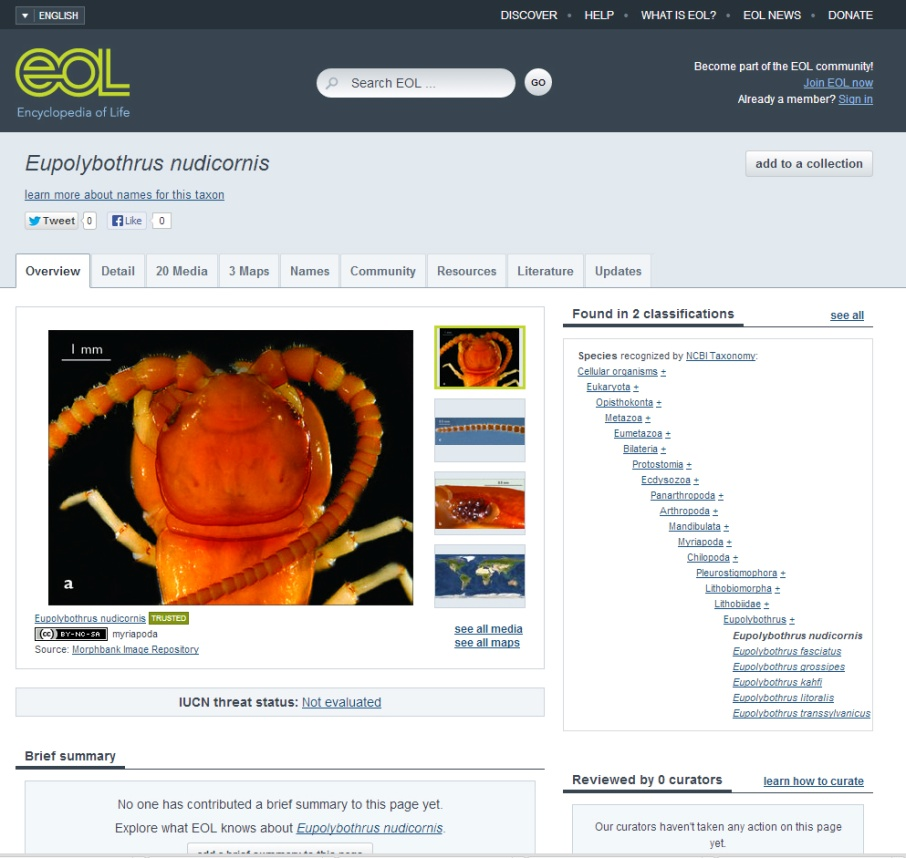 ENGLISH
DISCOVER • HELP • WHAT IS EOL? • EOL NEWS • DONATE
eOL
Encyclopedia of Life
Search EOL ...
GO
Become part of the EOL community!
Join EOL now
Already a member? Sign in
Eupolybothrus nudicornis
add to a collection
learn more about names for this taxon
Tweet 0 Like 0
Overview Detail 20 Media 3 Maps Names Community Resources Literature Updates
1 mm
a
Eupolybothrus nudicornis TRUSTED
(cc) BY-NC-SA myriapoda
Source: Morphbank Image Repository
see all media
see all maps
IUCN threat status: Not evaluated
Brief summary
No one has contributed a brief summary to this page yet.
Explore what EOL knows about Eupolybothrus nudicornis.
add a brief summary to this page
Found in 2 classifications
see all
Species recognized by NCBI Taxonomy:
Cellular organisms +
Eukaryota +
Opisthokonta +
Metazoa +
Eumetazoa +
Bilateria +
Protostomia +
Ecdysozoa +
Panarthropoda +
Arthropoda +
Mandibulata +
Myriapoda +
Chilopoda +
Pleurostigmophora +
Lithobiomorpha +
Lithobiidae +
Eupolybothrus +
Eupolybothrus nudicornis
Eupolybothrus fasciatus
Eupolybothrus grossipes
Eupolybothrus kahfi
Eupolybothrus litoralis
Eupolybothrus transsylvanicus
Reviewed by 0 curators
learn how to curate
Our curators haven't taken any action on this page
yet.